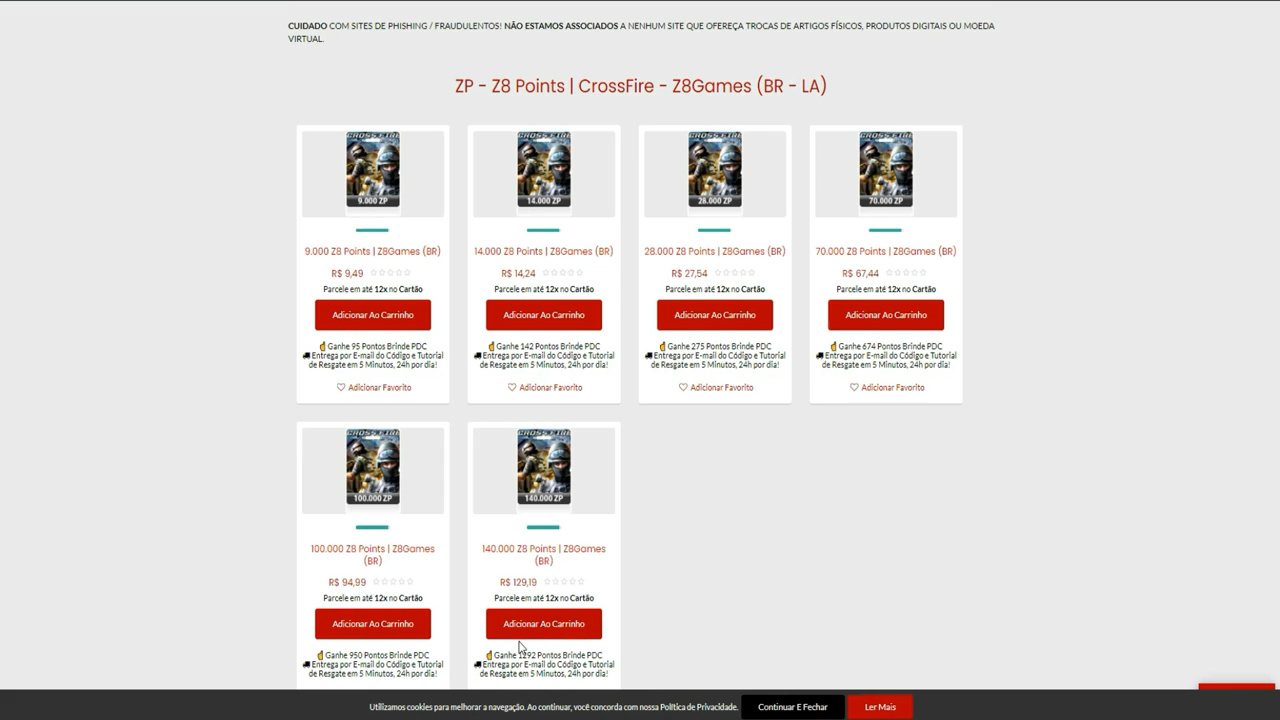 CUIDADO COM SITES DE PHISHING / FRAUDULENTOS! NÃO ESTAMOS ASSOCIADOS A NENHUM SITE QUE OFEREÇA TROCAS DE ARTIGOS FÍSICOS, PRODUTOS DIGITAIS OU MOEDA
VIRTUAL.
ZP - Z8 Points | CrossFire - Z8Games (BR - LA)
9.000 ZP
9.000 Z8 Points | Z8Games (BR)
R$ 9,49
Parcele em até 12x no Cartão
Adicionar Ao Carrinho
Ganhe 95 Pontos Brinde PDC
Entrega por E-mail do Código e Tutorial
de Resgate em 5 Minutos, 24h por dia!
Adicionar Favorito
14.000 ZP
14.000 Z8 Points | Z8Games (BR)
R$ 14,24
Parcele em até 12x no Cartão
Adicionar Ao Carrinho
Ganhe 142 Pontos Brinde PDC
Entrega por E-mail do Código e Tutorial
de Resgate em 5 Minutos, 24h por dia!
Adicionar Favorito
28.000 ZP
28.000 Z8 Points | Z8Games (BR)
R$ 27,54
Parcele em até 12x no Cartão
Adicionar Ao Carrinho
Ganhe 275 Pontos Brinde PDC
Entrega por E-mail do Código e Tutorial
de Resgate em 5 Minutos, 24h por dia!
Adicionar Favorito
70.000 ZP
70.000 Z8 Points | Z8Games (BR)
R$ 67,44
Parcele em até 12x no Cartão
Adicionar Ao Carrinho
Ganhe 674 Pontos Brinde PDC
Entrega por E-mail do Código e Tutorial
de Resgate em 5 Minutos, 24h por dia!
Adicionar Favorito
100.000 ZP
100.000 Z8 Points | Z8Games
(BR)
R$ 94,99
Parcele em até 12x no Cartão
Adicionar Ao Carrinho
Ganhe 950 Pontos Brinde PDC
Entrega por E-mail do Código e Tutorial
de Resgate em 5 Minutos, 24h por dia!
140.000 ZP
140.000 Z8 Points | Z8Games
(BR)
R$ 129,19
Parcele em até 12x no Cartão
Adicionar Ao Carrinho
Ganhe 1292 Pontos Brinde PDC
Entrega por E-mail do Código e Tutorial
de Resgate em 5 Minutos, 24h por dia!
Utilizamos cookies para melhorar a navegação. Ao continuar, você concorda com nossa Política de Privacidade.
Continuar E Fechar
Ler Mais